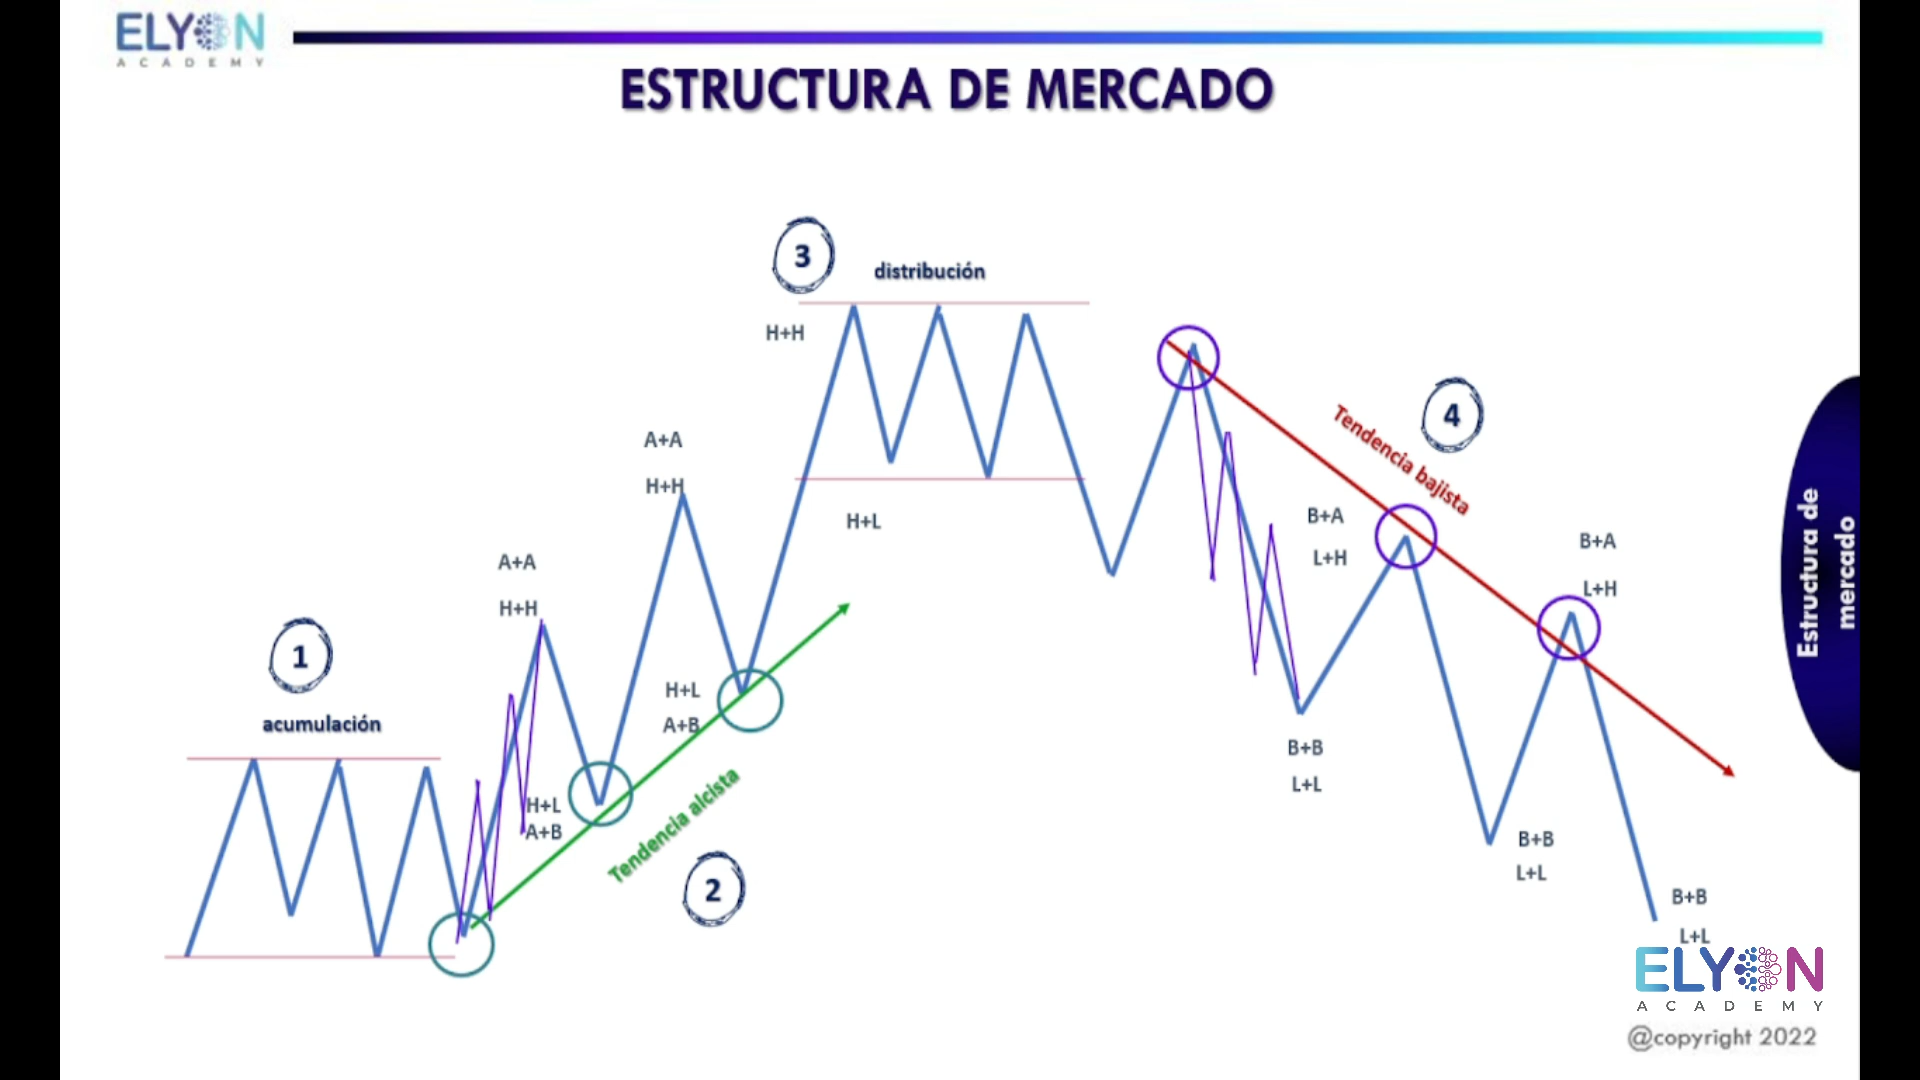 ELYON
ACADEMY
ESTRUCTURA DE MERCADO
3
distribución
H+H
4
Tendencia bajista
A+A
H+H
H+L
B+A
L+H
B+A
L+H
Estructura de
mercado
A+A
H+H
1
acumulación
H+L
A+B
H+L
A+B
Tendencia alcista
2
B+B
L+L
B+B
L+L
B+B
L+L
ELYON
ACADEMY
@copyright 2022